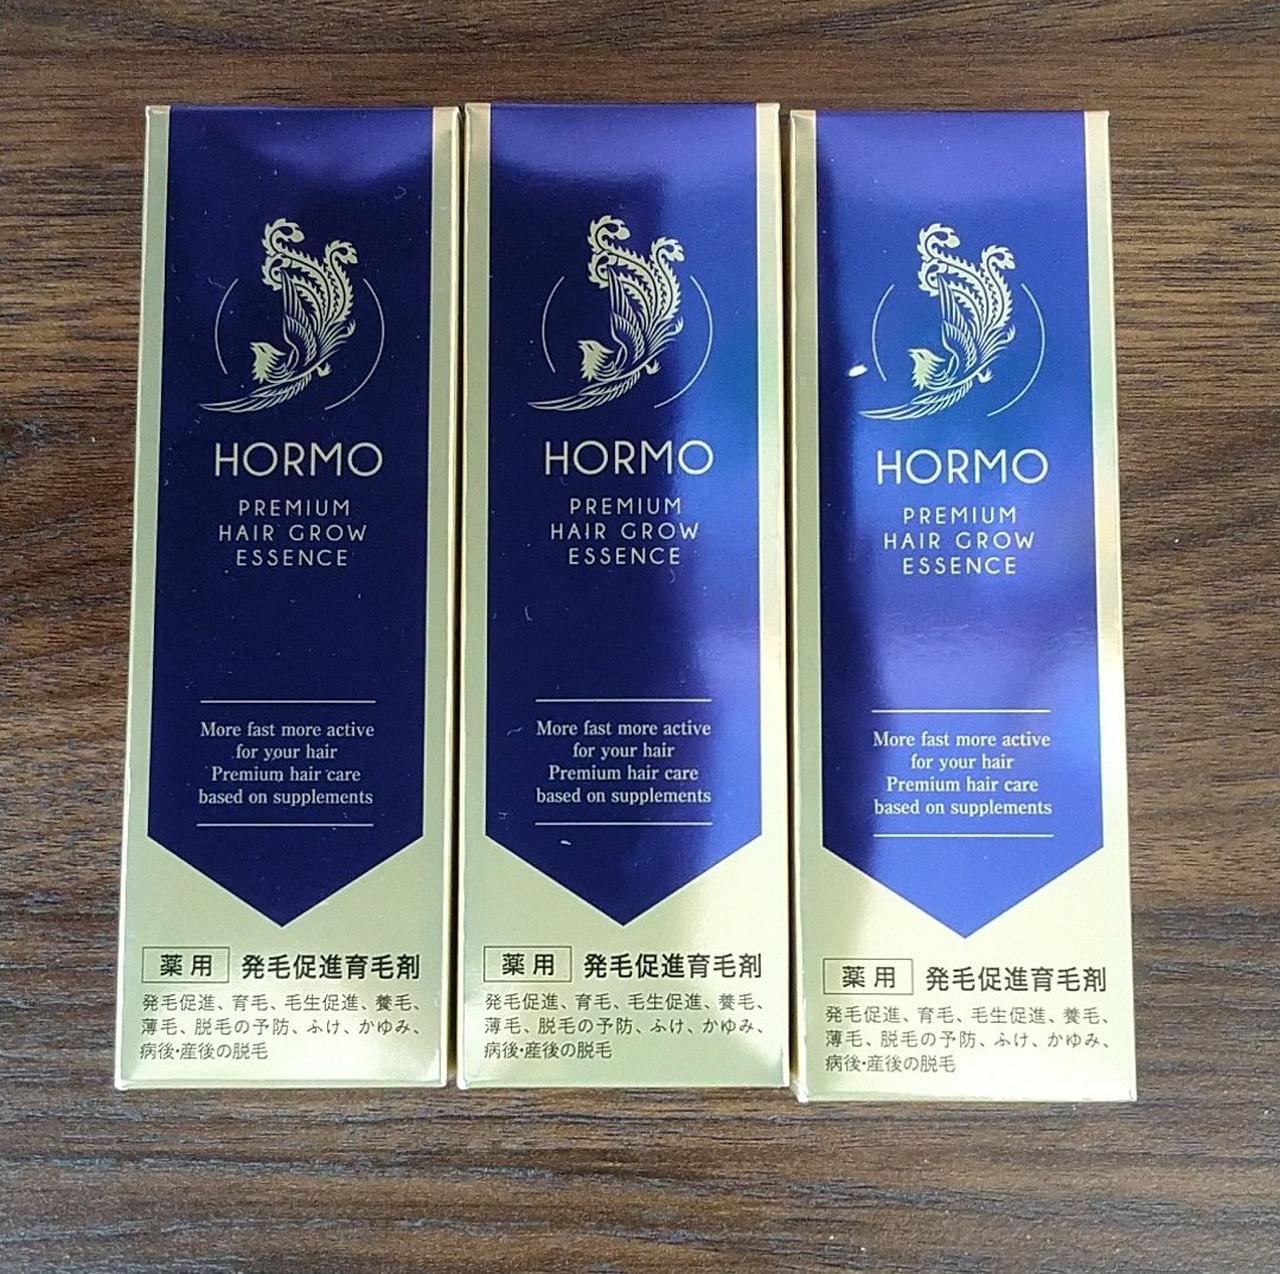 HORMO
PREMIUM
HAIR GROW
ESSENCE
More fast more active
for your hair
Premium hair care
based on supplements
薬用 発毛促進育毛剤
発毛促進、育毛、毛生促進、養毛、
薄毛、脱毛の予防、ふけ、かゆみ、
病後・産後の脱毛
HORMO
PREMIUM
HAIR GROW
ESSENCE
More fast more active
for your hair
Premium hair care
based on supplements
薬用 発毛促進育毛剤
発毛促進、育毛、毛生促進、養毛、
薄毛、脱毛の予防、ふけ、かゆみ、
病後・産後の脱毛
HORMO
PREMIUM
HAIR GROW
ESSENCE
More fast more active
for your hair
Premium hair care
based on supplements
薬用 発毛促進育毛剤
発毛促進、育毛、毛生促進、養毛、
薄毛、脱毛の予防、ふけ、かゆみ、
病後・産後の脱毛